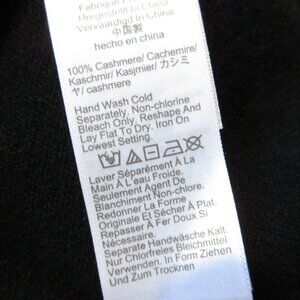 Fabriqué
Hergestellt In China
Vervaardigd In China
中国製
hecho en china
100% Cashmere/ Cachemire/
Kaschmir/ Kasjmier/ カシミ
ヤ/ cashmere
Hand Wash Cold
Separately, Non-chlorine
Bleach Only, Reshape And
Lay Flat To Dry. Iron On
Lowest Setting.
Laver Séparément À La
Main À L'eau Froide.
Seulement Agent De
Blanchiment Non-chlore.
Redonner La Forme
Originale Et Sécher À Plat.
Repasser À Fer Doux Si
Nécessaire.
Separate Handwäsche Kalt.
Nur Chlorfreies Bleichmittel
Verwenden. In Form Ziehen
Und Zum Trocknen